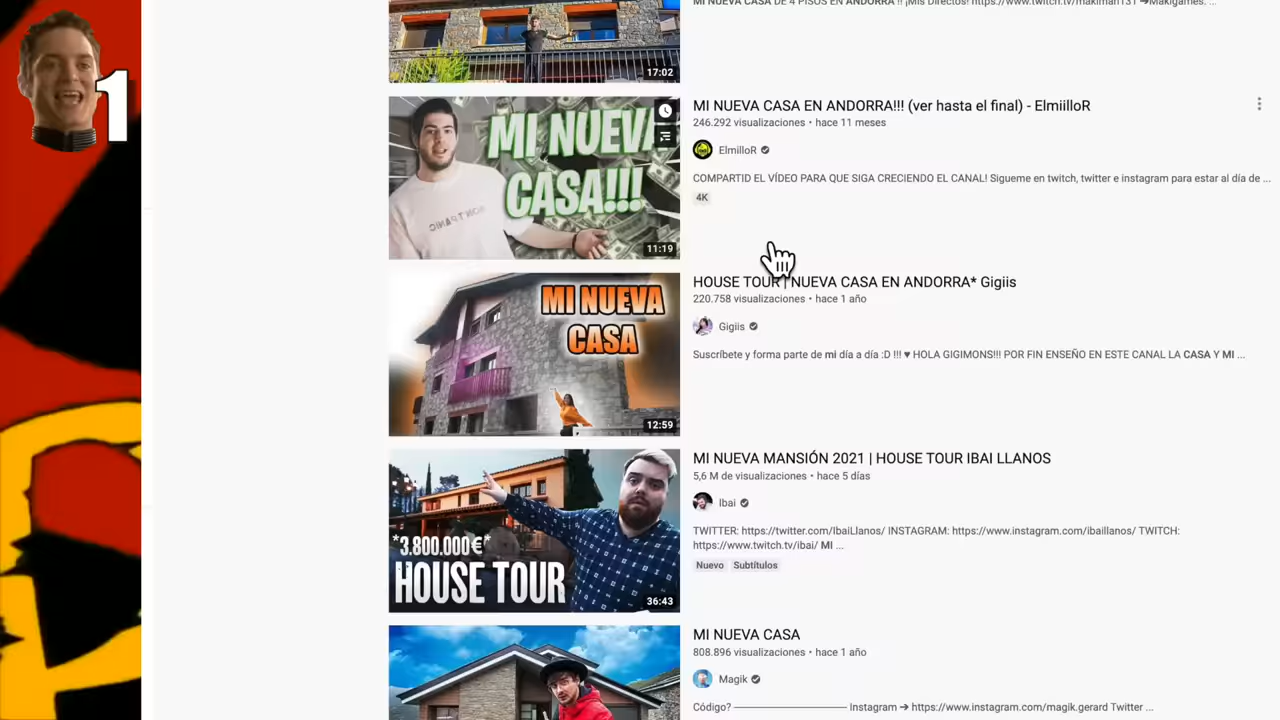 1
MI NUEVA CASA DE 4 PISOS EN ANDORRA !! ¡Mis Directos! https://www.twitch.tv/makiman131 ➔Makigames: ...
17:02
MI NUEVA CASA EN ANDORRA!!! (ver hasta el final) - ElmiilloR
246.292 visualizaciones • hace 11 meses
MI NUEVA
CASA!!!
ElmilloR
COMPARTID EL VÍDEO PARA QUE SIGA CRECIENDO EL CANAL! Sigueme en twitch, twitter e instagram para estar al día de ...
4K
11:19
HOUSE TOUR | NUEVA CASA EN ANDORRA* Gigiis
220.758 visualizaciones • hace 1 año
MI NUEVA
CASA
Gigiis
Suscríbete y forma parte de mi día a día :D !!! ♥ HOLA GIGIMONS!!! POR FIN ENSEÑO EN ESTE CANAL LA CASA Y MI ...
12:59
MI NUEVA MANSIÓN 2021 | HOUSE TOUR IBAI LLANOS
5,6 M de visualizaciones • hace 5 días
Ibai
TWITTER: https://twitter.com/IbaiLlanos/ INSTAGRAM: https://www.instagram.com/ibaillanos/ TWITCH:
https://www.twitch.tv/ibai/ MI ...
Nuevo Subtítulos
*3.800.000€*
HOUSE TOUR
36:43
MI NUEVA CASA
808.896 visualizaciones • hace 1 año
Magik
Código? —————————— Instagram ➔ https://www.instagram.com/magik.gerard Twitter ...